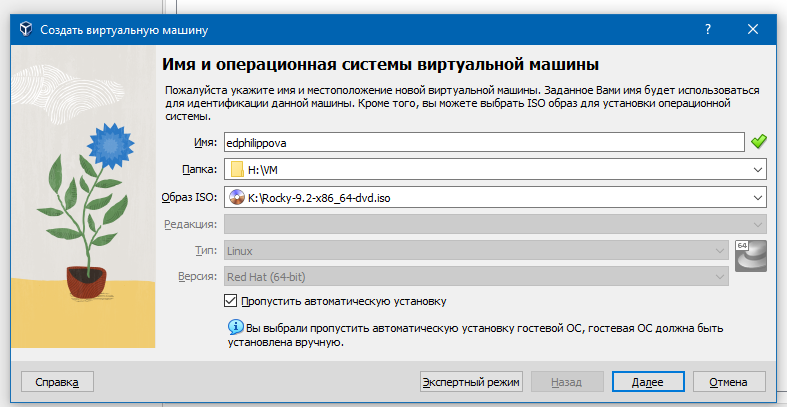 Создать виртуальную машину
?
Имя и операционная системы виртуальной машины
Пожалуйста укажите имя и местоположение новой виртуальной машины. Заданное Вами имя будет использоваться
для идентификации данной машины. Кроме того, вы можете выбрать ISO образ для установки операционной
системы.
Имя: edphilippova
Папка: H:\VM
Образ ISO: K:\Rocky-9.2-x86_64-dvd.iso
Редакция:
Тип: Linux 64
Версия: Red Hat (64-bit)
Пропустить автоматическую установку
Вы выбрали пропустить автоматическую установку гостевой ОС, гостевая ОС должна быть
установлена вручную.
Справка Экспертный режим Назад Далее Отмена